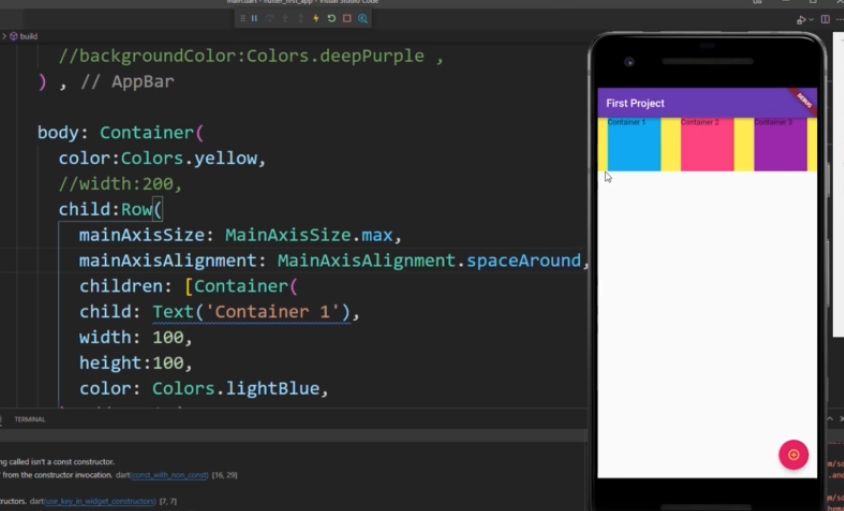 main.dart - flutter_first_app - Visual Studio Code
> build
//backgroundColor:Colors.deepPurple ,
) , // AppBar
body: Container(
color:Colors.yellow,
//width:200,
child:Row(
mainAxisSize: MainAxisSize.max,
mainAxisAlignment: MainAxisAlignment.spaceAround,
children: [Container(
child: Text('Container 1'),
width: 100,
height:100,
color: Colors.lightBlue,
TERMINAL
ng called isn't a const constructor.
' from the constructor invocation. dart(const_with_non_const) [16, 29]
nstructors. dart(use_key_in_widget_constructors) [7, 7]
First Project
DEBUG
Container 1
Container 2
Container 3